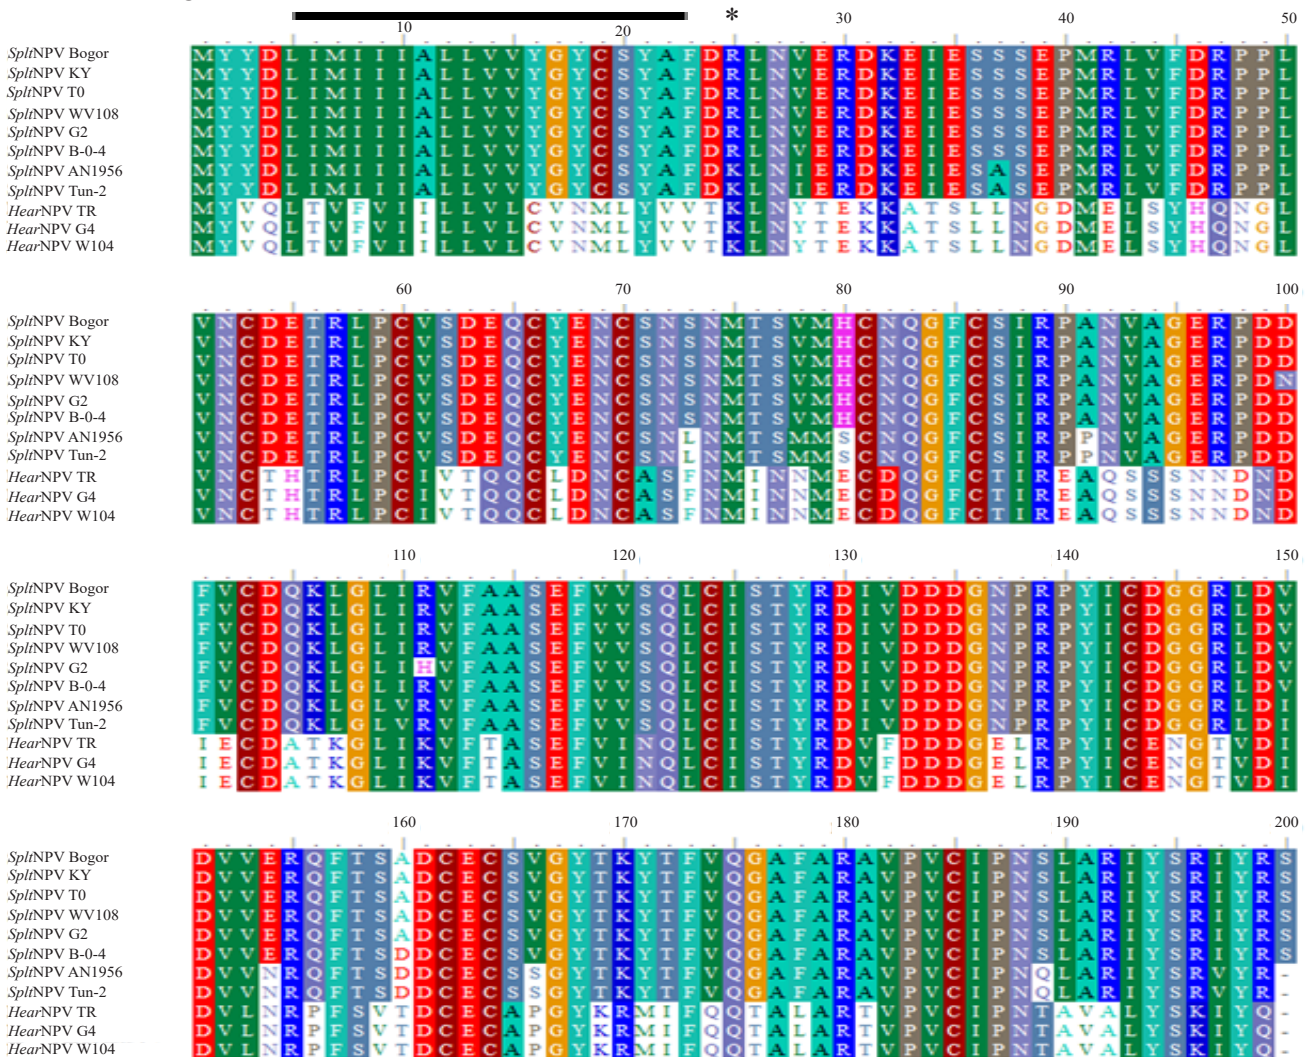 * 10 20 30 40 50
SpltNPV Bogor MYYDLIMIIIALLVVYGYCSYAFDRLNVERDKEIESSSEPMRLVFDRPPL
SpltNPV KY MYYDLIMIIIALLVVYGYCSYAFDRLNVERDKEIESSSEPMRLVFDRPPL
SpltNPV T0 MYYDLIMIIIALLVVYGYCSYAFDRLNVERDKEIESSSEPMRLVFDRPPL
SpltNPV WV108 MYYDLIMIIIALLVVYGYCSYAFDRLNVERDKEIESSSEPMRLVFDRPPL
SpltNPV G2 MYYDLIMIIIALLVVYGYCSYAFDRLNVERDKEIESSSEPMRLVFDRPPL
SpltNPV B-0-4 MYYDLIMIIIALLVVYGYCSYAFDRLNVERDKEIESSSEPMRLVFDRPPL
SpltNPV AN1956 MYYDLIMIIIALLVVYGYCSYAFDKLNIERDKEIESASEPMRLVFDRPPL
SpltNPV Tun-2 MYYDLIMIIIALLVVYGYCSYAFDKLNIERDKEIESASEPMRLVFDRPPL
HearNPV TR MYVQLTVFVIILLVLCVNMLYVVTKLNYTEKKATSLLNGDMELSYHQNGL
HearNPV G4 MYVQLTVFVIILLVLCVNMLYVVTKLNYTEKKATSLLNGDMELSYHQNGL
HearNPV W104 MYVQLTVFVIILLVLCVNMLYVVTKLNYTEKKATSLLNGDMELSYHQNGL
60 70 80 90 100
SpltNPV Bogor VNCDETRLPCVSDEQCYENCSNSNMTSVMHCNQGFCSIRPANVAGERPDD
SpltNPV KY VNCDETRLPCVSDEQCYENCSNSNMTSVMHCNQGFCSIRPANVAGERPDD
SpltNPV T0 VNCDETRLPCVSDEQCYENCSNSNMTSVMHCNQGFCSIRPANVAGERPDD
SpltNPV WV108 VNCDETRLPCVSDEQCYENCSNSNMTSVMHCNQGFCSIRPANVAGERPDN
SpltNPV G2 VNCDETRLPCVSDEQCYENCSNSNMTSVMHCNQGFCSIRPANVAGERPDD
SpltNPV B-0-4 VNCDETRLPCVSDEQCYENCSNSNMTSVMHCNQGFCSIRPANVAGERPDD
SpltNPV AN1956 VNCDETRLPCVSDEQCYENCSNLNMTSMMSCNQGFCSIRPPNVAGERPDD
SpltNPV Tun-2 VNCDETRLPCVSDEQCYENCSNLNMTSMMSCNQGFCSIRPPNVAGERPDD
HearNPV TR VNCTHTRLPCIVTQQCLDNCASFNMINNMECDQGFCTIREAQSSSNNDND
HearNPV G4 VNCTHTRLPCIVTQQCLDNCASFNMINNMECDQGFCTIREAQSSSNNDND
HearNPV W104 VNCTHTRLPCIVTQQCLDNCASFNMINNMECDQGFCTIREAQSSSNNDND
110 120 130 140 150
SpltNPV Bogor FVCDQKLGLIRVFAASEFVVSQLCISTYRDIVDDDGNPRPYICDGGRLDV
SpltNPV KY FVCDQKLGLIRVFAASEFVVSQLCISTYRDIVDDDGNPRPYICDGGRLDV
SpltNPV T0 FVCDQKLGLIRVFAASEFVVSQLCISTYRDIVDDDGNPRPYICDGGRLDV
SpltNPV WV108 FVCDQKLGLIRVFAASEFVVSQLCISTYRDIVDDDGNPRPYICDGGRLDV
SpltNPV G2 FVCDQKLGLIHVFAASEFVVSQLCISTYRDIVDDDGNPRPYICDGGRLDV
SpltNPV B-0-4 FVCDQKLGLIRVFAASEFVVSQLCISTYRDIVDDDGNPRPYICDGGRLDV
SpltNPV AN1956 FVCDQKLGLVRVFAASEFVVSQLCISTYRDIVDDDGNPRPYICDGGRLDV
SpltNPV Tun-2 FVCDQKLGLVRVFAASEFVVSQLCISTYRDIVDDDGNPRPYICDGGRLDI
HearNPV TR IECDATKGLIKVFTASEFVINQLCISTYRDVFDDDGELRPYICENGTVDI
HearNPV G4 IECDATKGLIKVFTASEFVINQLCISTYRDVFDDDGELRPYICENGTVDI
HearNPV W104 IECDATKGLIKVFTASEFVINQLCISTYRDVFDDDGELRPYICENGTVDI
160 170 180 190 200
SpltNPV Bogor DVVERQFTSADCECSVGYTKYTFVQGAFARAVPVCIPNSLARIYSRIYRS
SpltNPV KY DVVERQFTSADCECSVGYTKYTFVQGAFARAVPVCIPNSLARIYSRIYRS
SpltNPV T0 DVVERQFTSADCECSVGYTKYTFVQGAFARAVPVCIPNSLARIYSRIYRS
SpltNPV WV108 DVVERQFTSADCECSVGYTKYTFVQGAFARAVPVCIPNSLARIYSRIYRS
SpltNPV G2 DVVERQFTSADCECSVGYTKYTFVQGAFARAVPVCIPNSLARIYSRIYRS
SpltNPV B-0-4 DVVERQFTSDDCECSVGYTKYTFVQGAFARAVPVCIPNSLARIYSRIYRS
SpltNPV AN1956 DVVNRQFTSDDCECSSGYTKYTFVQGAFARAVPVCIPNQLARIYSRVYR-
SpltNPV Tun-2 DVVNRQFTSDDCECSSGYTKYTFVQGAFARAVPVCIPNQLARIYSRVYR-
HearNPV TR DVLNRPFSVTDCECAPGYKRMIFQQTALARTVPVCIPNTAVALYSKIYQ-
HearNPV G4 DVLNRPFSVTDCECAPGYKRMIFQQTALARTVPVCIPNTAVALYSKIYQ-
HearNPV W104 DVLNRPFSVTDCECAPGYKRMIFQQTALARTVPVCIPNTAVALYSKIYQ-